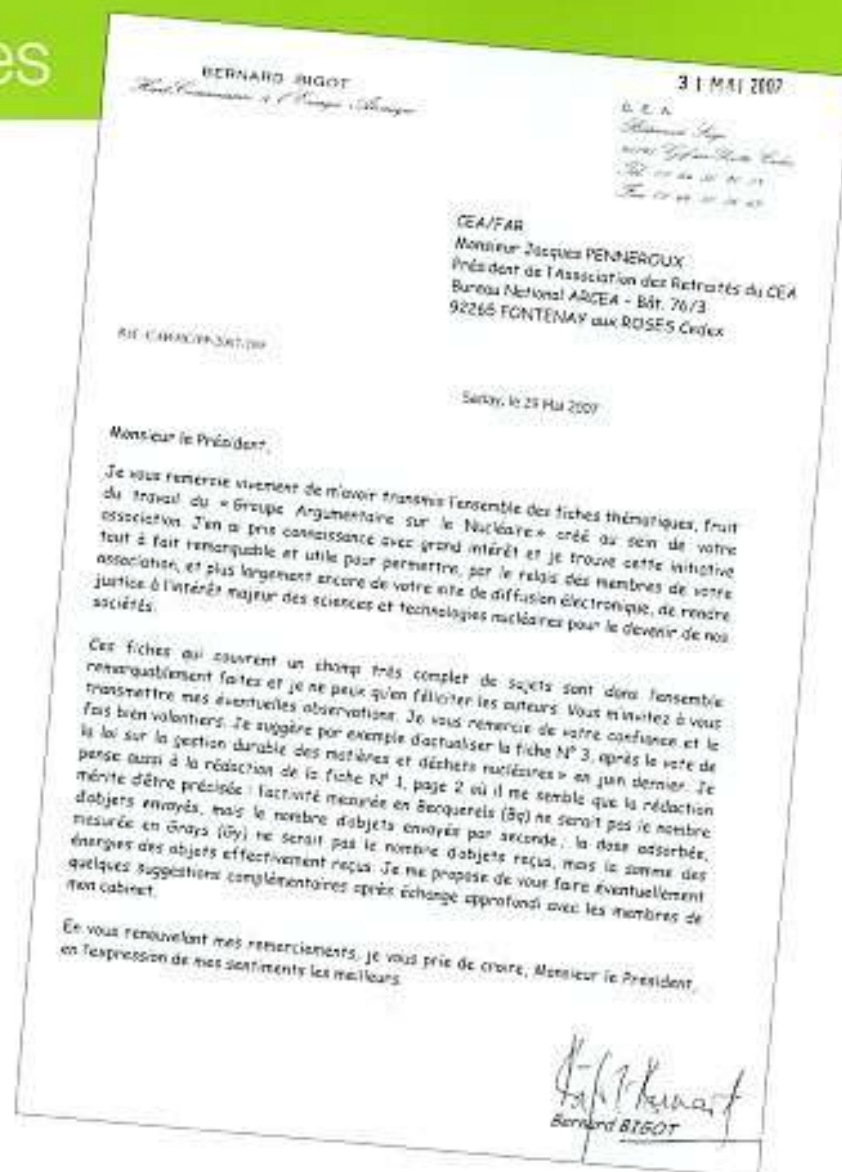 es
BERNARD BIGOT
Haut-Commissaire à l'Energie Atomique
31 MAI 2007
CEA/FAR
Monsieur Jacques PENNEROUX
Président de l'Association des Retraités du CEA
Bureau National ARCEA - Bât. 76/3
92265 FONTENAY aux ROSES Cedex
Saclay, le 29 Mai 2007
Monsieur le Président,
Je vous remercie vivement de m'avoir transmis l'ensemble des fiches thématiques, fruit
du travail du « Groupe Argumentaire sur le Nucléaire » créé au sein de votre
association. J'en ai pris connaissance avec grand intérêt et je trouve cette initiative
tout à fait remarquable et utile pour permettre, par le relais des membres de votre
association, et plus largement encore de votre site de diffusion électronique, de rendre
justice à l'intérêt majeur des sciences et technologies nucléaires pour le devenir de nos
sociétés.
Ces fiches qui couvrent un champ très complet de sujets sont dans l'ensemble
remarquablement faites et je ne peux qu'en féliciter les auteurs. Vous m'invitez à vous
transmettre mes éventuelles observations. Je vous remercie de votre confiance et le
fais bien volontiers. Je suggère par exemple d'actualiser la fiche N° 3, après le vote de
la loi sur la gestion durable des matières et déchets nucléaires » en juin dernier. Je
pense aussi à la rédaction de la fiche N° 1, page 2 où il me semble que la rédaction
mérite d'être précisée : l'activité mesurée en Becquerels (Bq) ne serait pas le nombre
d'objets envoyés, mais le nombre d'objets envoyés par seconde ; la dose adsorbée,
mesurée en Grays (Gy) ne serait pas le nombre d'objets reçus, mais la somme des
énergies des objets effectivement reçus. Je me propose de vous faire éventuellement
quelques suggestions complémentaires après échange approfondi avec les membres de
mon cabinet.
En vous renouvelant mes remerciements, je vous prie de croire, Monsieur le President,
en l'expression de mes sentiments les meilleurs.
Bernard BIGOT